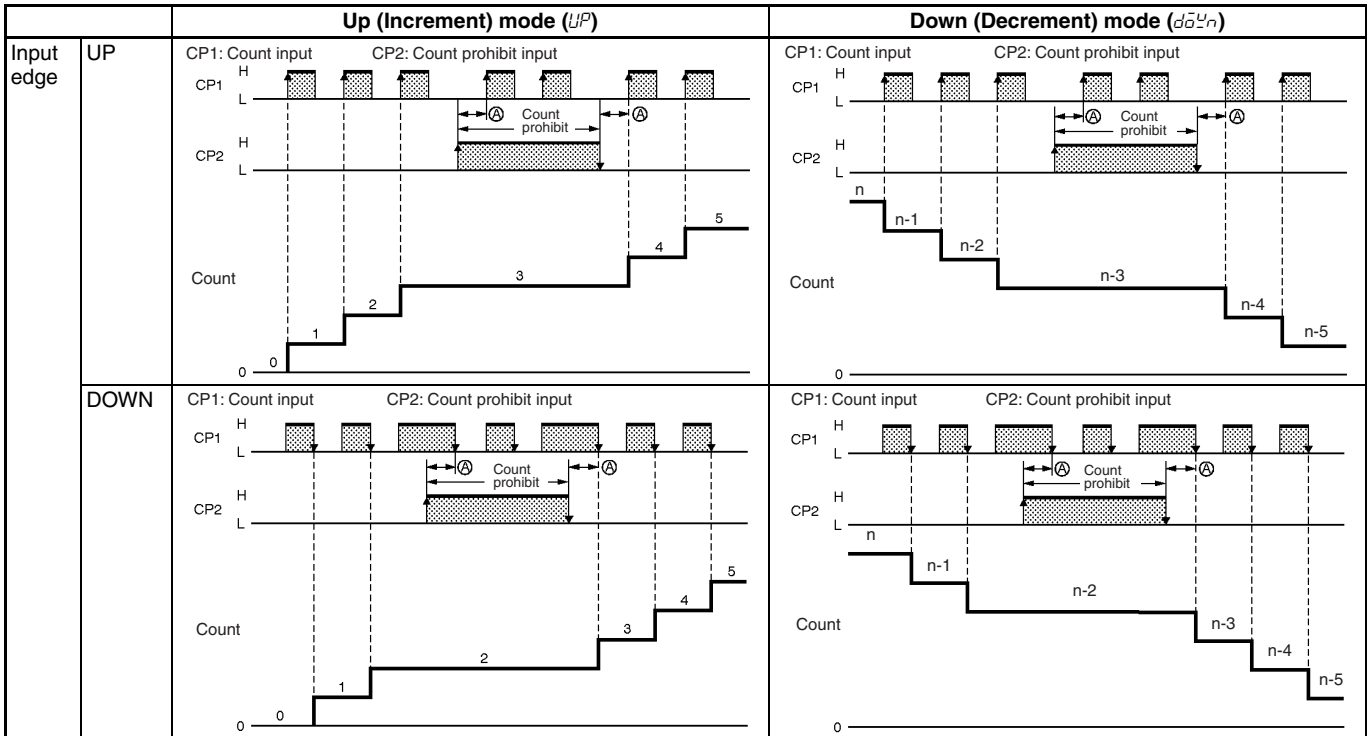 Up (Increment) mode (UP)
Down (Decrement) mode (doYn)
Input edge
UP
CP1: Count input CP2: Count prohibit input
H
CP1
L
Ⓐ Count prohibit Ⓐ
H
CP2
L
5
4
3
Count
2
1
0
0
CP1: Count input CP2: Count prohibit input
H
CP1
L
Ⓐ Count prohibit Ⓐ
H
CP2
L
n
n-1
n-2
n-3
Count
n-4
n-5
0
DOWN
CP1: Count input CP2: Count prohibit input
H
CP1
L
Ⓐ Count prohibit Ⓐ
H
CP2
L
5
4
3
Count
2
1
0
0
CP1: Count input CP2: Count prohibit input
H
CP1
L
Ⓐ Count prohibit Ⓐ
H
CP2
L
n
n-1
n-2
Count
n-3
n-4
n-5
0